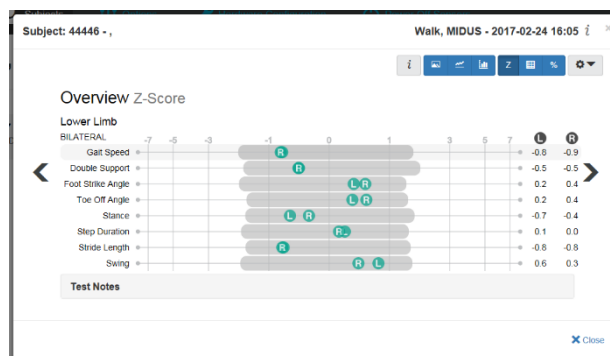 Subject: 44446 - , Walk, MIDUS - 2017-02-24 16:05 i
i Z %
Overview Z-Score
Lower Limb
BILATERAL -7 -5 -3 -1 0 1 3 5 7 L R
Gait Speed R -0.8 -0.9
Double Support R -0.5 -0.5
Foot Strike Angle L R 0.2 0.4
Toe Off Angle L R 0.2 0.4
Stance L R -0.7 -0.4
Step Duration R 0.1 0.0
Stride Length R -0.8 -0.8
Swing R L 0.6 0.3
Test Notes
Close